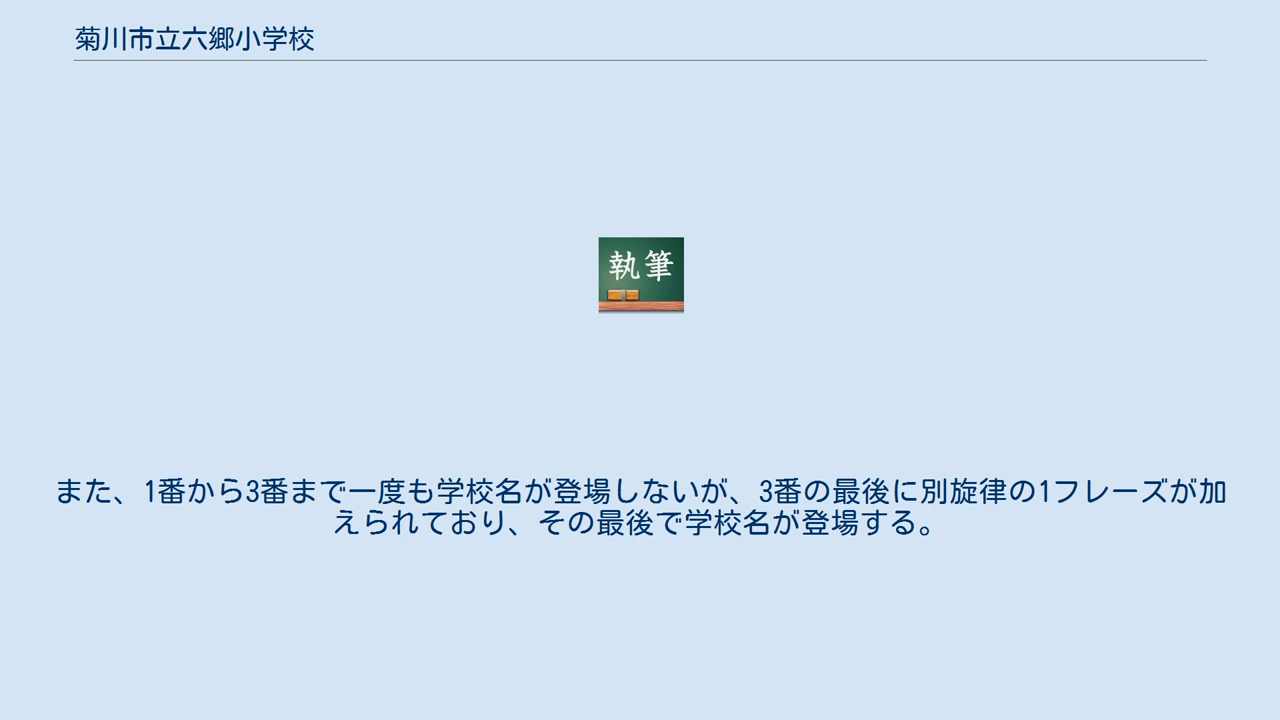 菊川市立六郷小学校
執筆
また、1番から3番まで一度も学校名が登場しないが、3番の最後に別旋律の1フレーズが加
えられており、その最後で学校名が登場する。